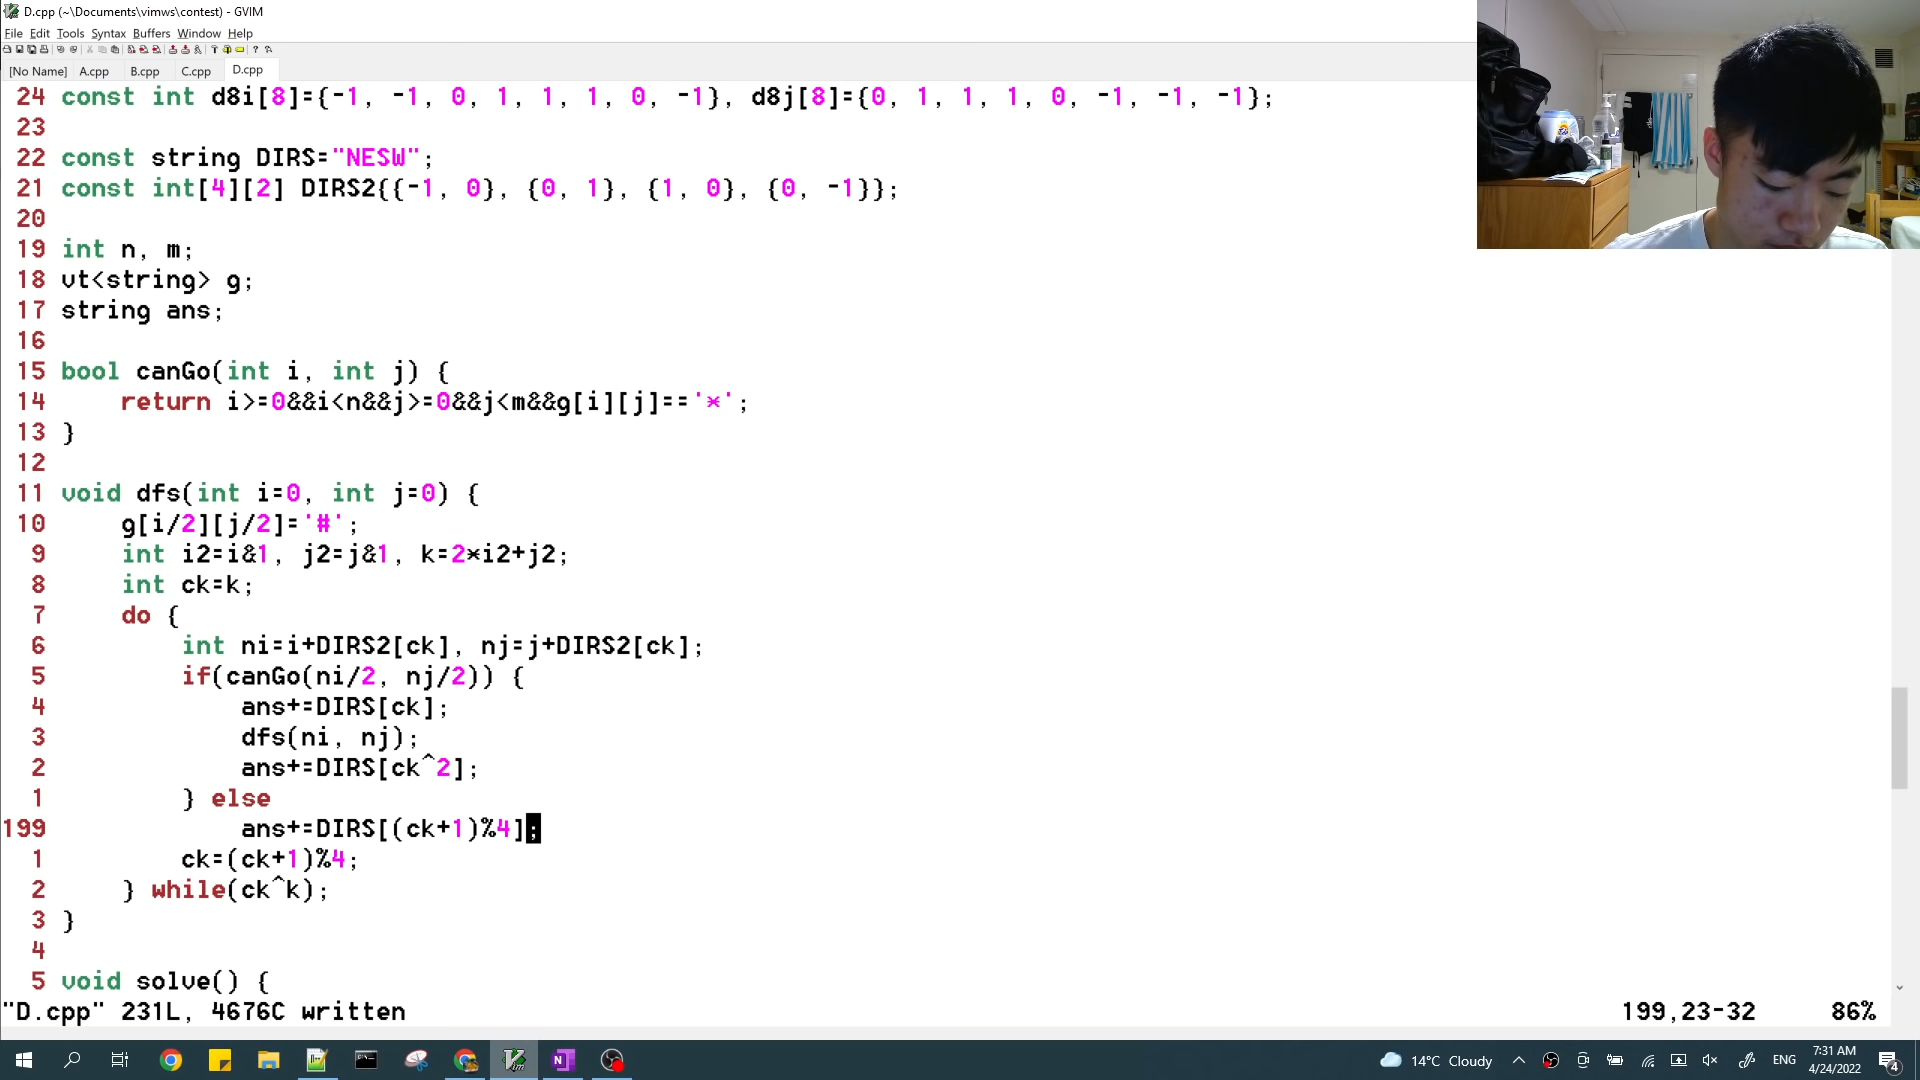 D.cpp (~\Documents\vimws\contest) - GVIM
File Edit Tools Syntax Buffers Window Help
[No Name] A.cpp B.cpp C.cpp D.cpp
24 const int d8i[8]={-1, -1, 0, 1, 1, 1, 0, -1}, d8j[8]={0, 1, 1, 1, 0, -1, -1, -1};
23
22 const string DIRS="NESW";
21 const int[4][2] DIRS2{{-1, 0}, {0, 1}, {1, 0}, {0, -1}};
20
19 int n, m;
18 vt<string> g;
17 string ans;
16
15 bool canGo(int i, int j) {
14 return i>=0&&i<n&&j>=0&&j<m&&g[i][j]=='*';
13 }
12
11 void dfs(int i=0, int j=0) {
10 g[i/2][j/2]='#';
9 int i2=i&1, j2=j&1, k=2*i2+j2;
8 int ck=k;
7 do {
6 int ni=i+DIRS2[ck], nj=j+DIRS2[ck];
5 if(canGo(ni/2, nj/2)) {
4 ans+=DIRS[ck];
3 dfs(ni, nj);
2 ans+=DIRS[ck^2];
1 } else
199 ans+=DIRS[(ck+1)%4];
1 ck=(ck+1)%4;
2 } while(ck^k);
3 }
4
5 void solve() {
"D.cpp" 231L, 4676C written 199,23-32 86%
14°C Cloudy ENG 7:31 AM
4/24/2022 4